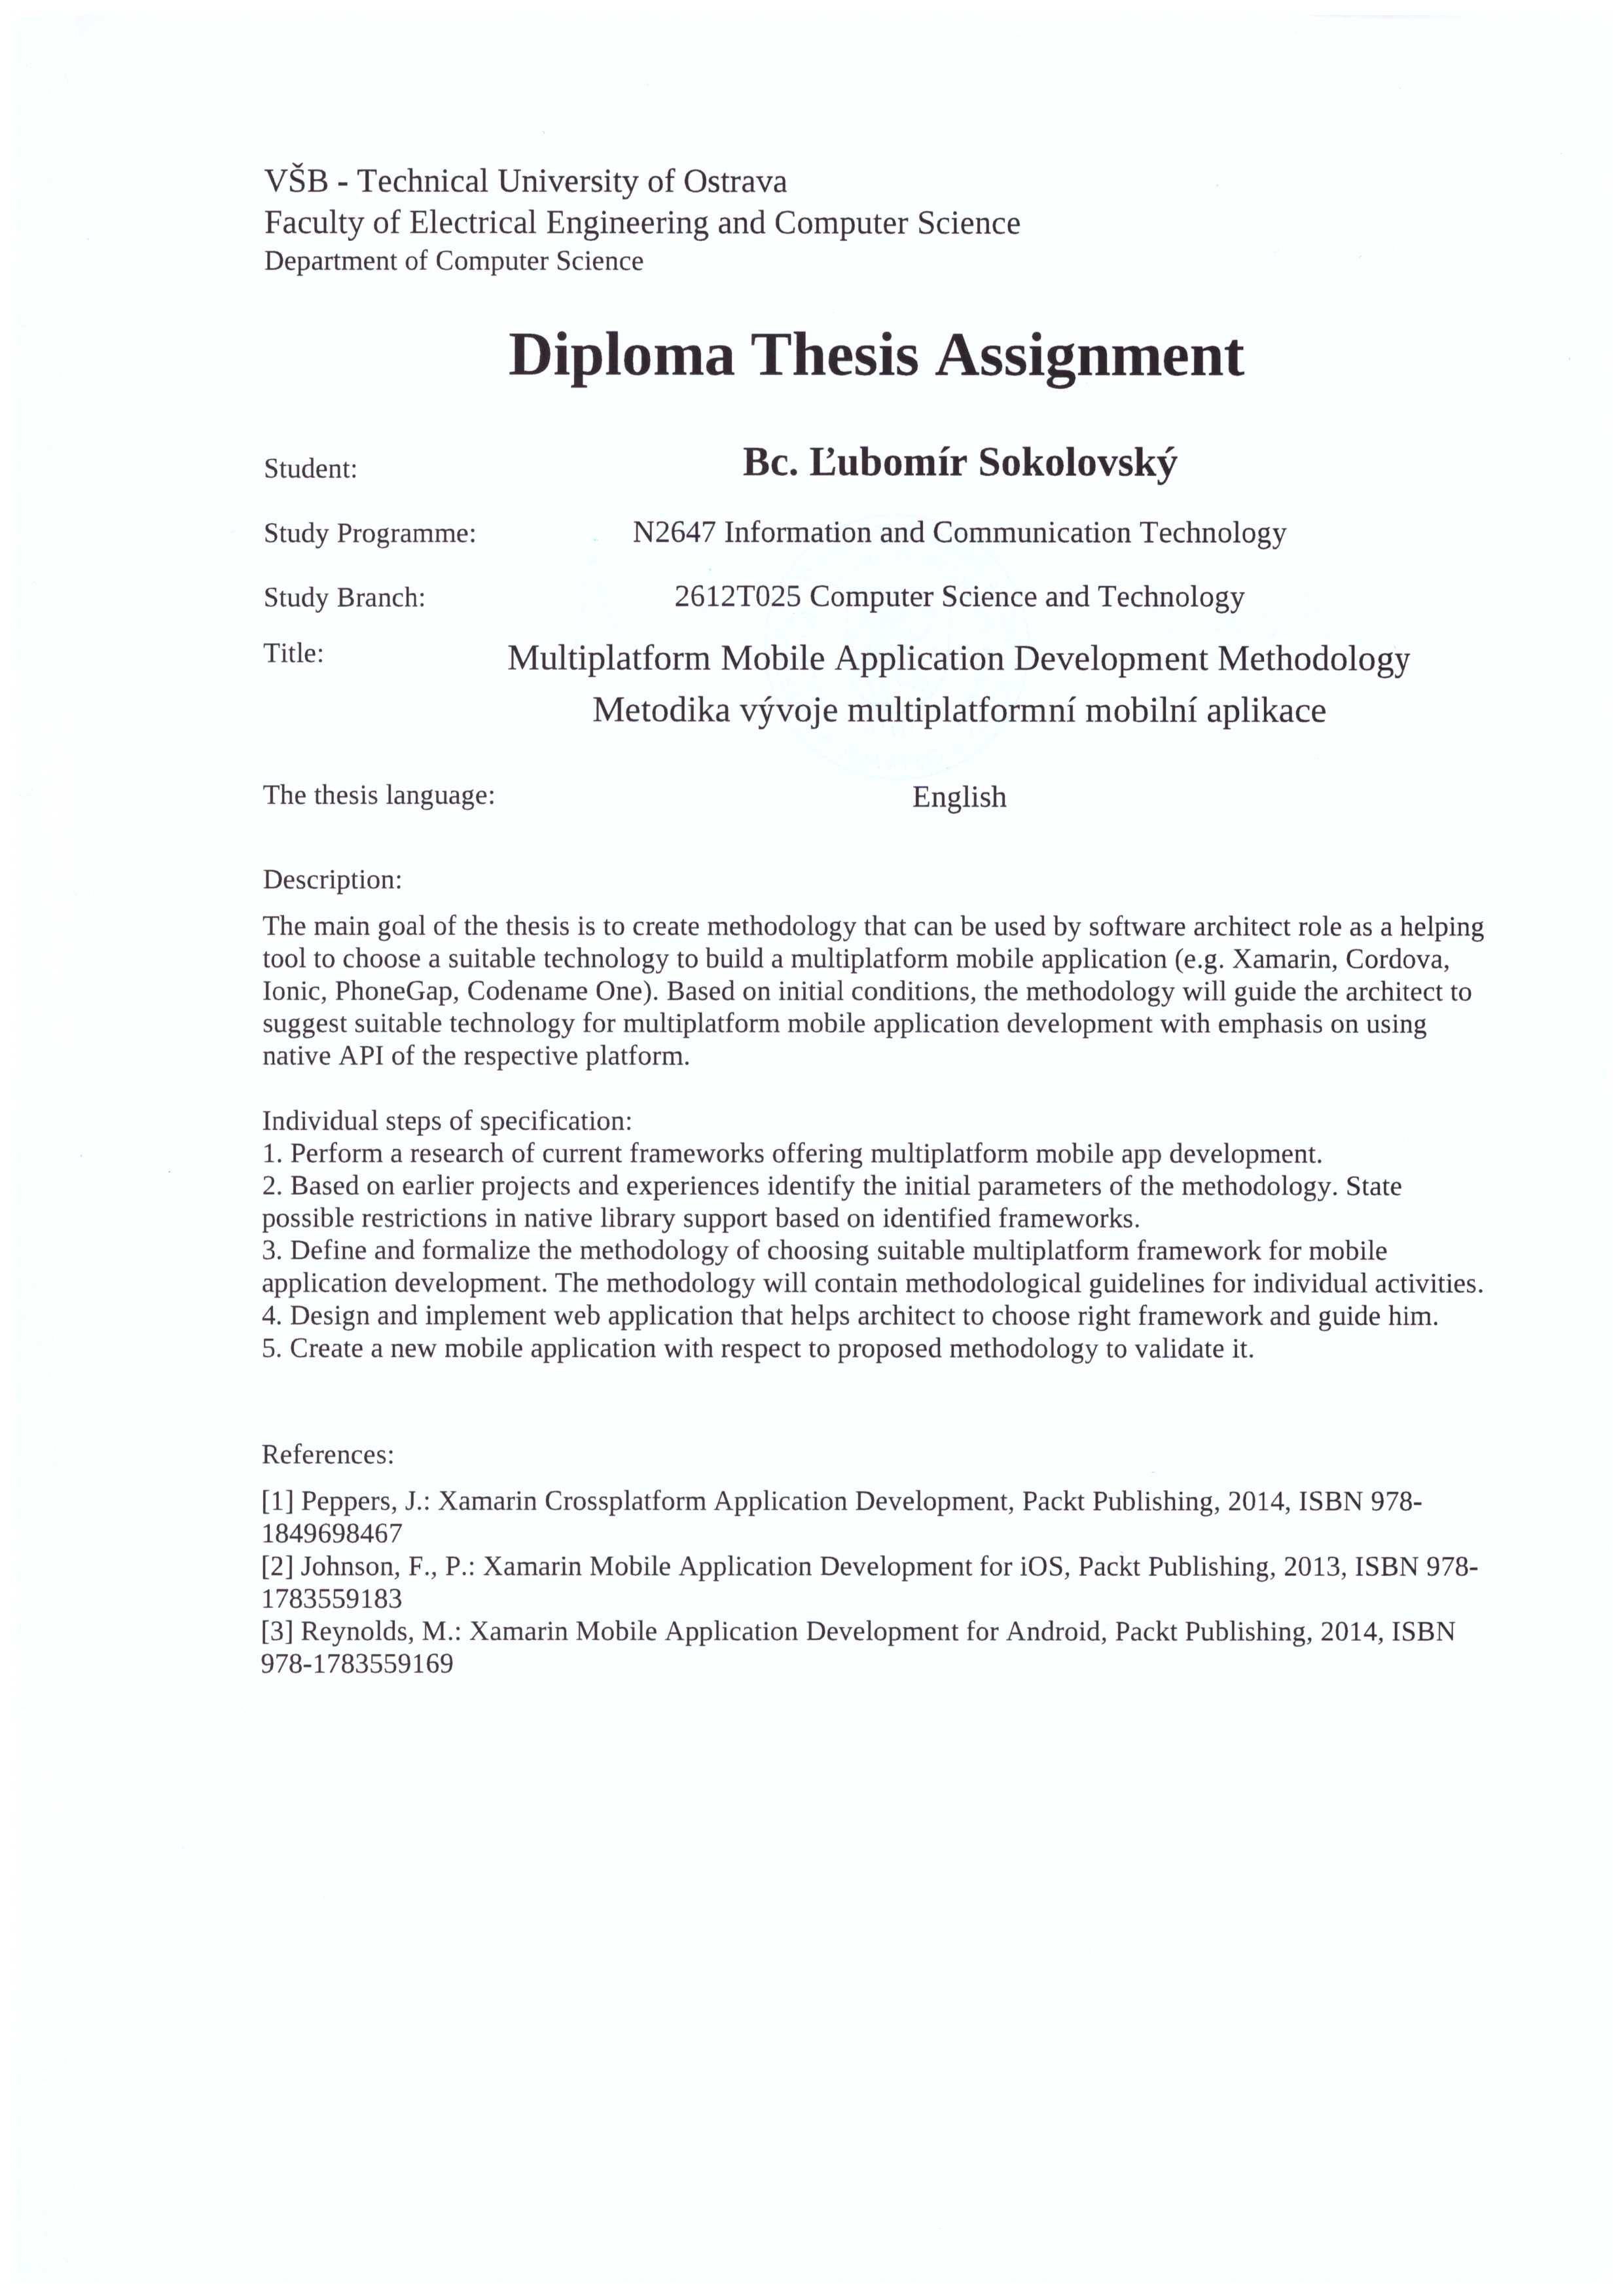 VŠB - Technical University of Ostrava
Faculty of Electrical Engineering and Computer Science
Department of Computer Science
Diploma Thesis Assignment
Student:
Bc. Ľubomír Sokolovský
Study Programme:
N2647 Information and Communication Technology
Study Branch:
2612T025 Computer Science and Technology
Title:
Multiplatform Mobile Application Development Methodology
Metodika vývoje multiplatformní mobilní aplikace
The thesis language:
English
Description:
The main goal of the thesis is to create methodology that can be used by software architect role as a helping
tool to choose a suitable technology to build a multiplatform mobile application (e.g. Xamarin, Cordova,
Ionic, PhoneGap, Codename One). Based on initial conditions, the methodology will guide the architect to
suggest suitable technology for multiplatform mobile application development with emphasis on using
native API of the respective platform.
Individual steps of specification:
1. Perform a research of current frameworks offering multiplatform mobile app development.
2. Based on earlier projects and experiences identify the initial parameters of the methodology. State
possible restrictions in native library support based on identified frameworks.
3. Define and formalize the methodology of choosing suitable multiplatform framework for mobile
application development. The methodology will contain methodological guidelines for individual activities.
4. Design and implement web application that helps architect to choose right framework and guide him.
5. Create a new mobile application with respect to proposed methodology to validate it.
References:
[1] Peppers, J.: Xamarin Crossplatform Application Development, Packt Publishing, 2014, ISBN 978-
1849698467
[2] Johnson, F., P.: Xamarin Mobile Application Development for iOS, Packt Publishing, 2013, ISBN 978-
1783559183
[3] Reynolds, M.: Xamarin Mobile Application Development for Android, Packt Publishing, 2014, ISBN
978-1783559169